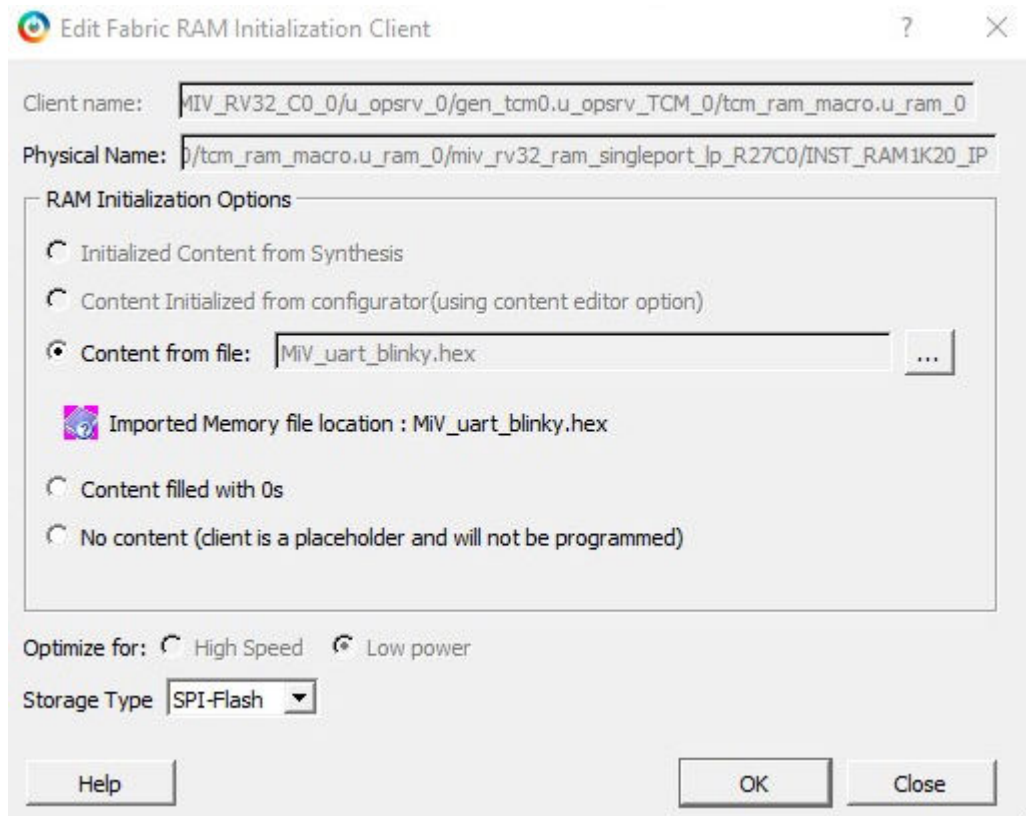 Edit Fabric RAM Initialization Client
Client name: MIV_RV32_C0_0/u_opsrv_0/gen_tcm0.u_opsrv_TCM_0/tcm_ram_macro.u_ram_0
Physical Name: 0/tcm_ram_macro.u_ram_0/miv_rv32_ram_singleport_lp_R27C0/INST_RAM1K20_IP
RAM Initialization Options
Initialized Content from Synthesis
Content Initialized from configurator(using content editor option)
Content from file: MiV_uart_blinky.hex ...
Imported Memory file location : MiV_uart_blinky.hex
Content filled with 0s
No content (client is a placeholder and will not be programmed)
Optimize for: High Speed Low power
Storage Type SPI-Flash
Help OK Close